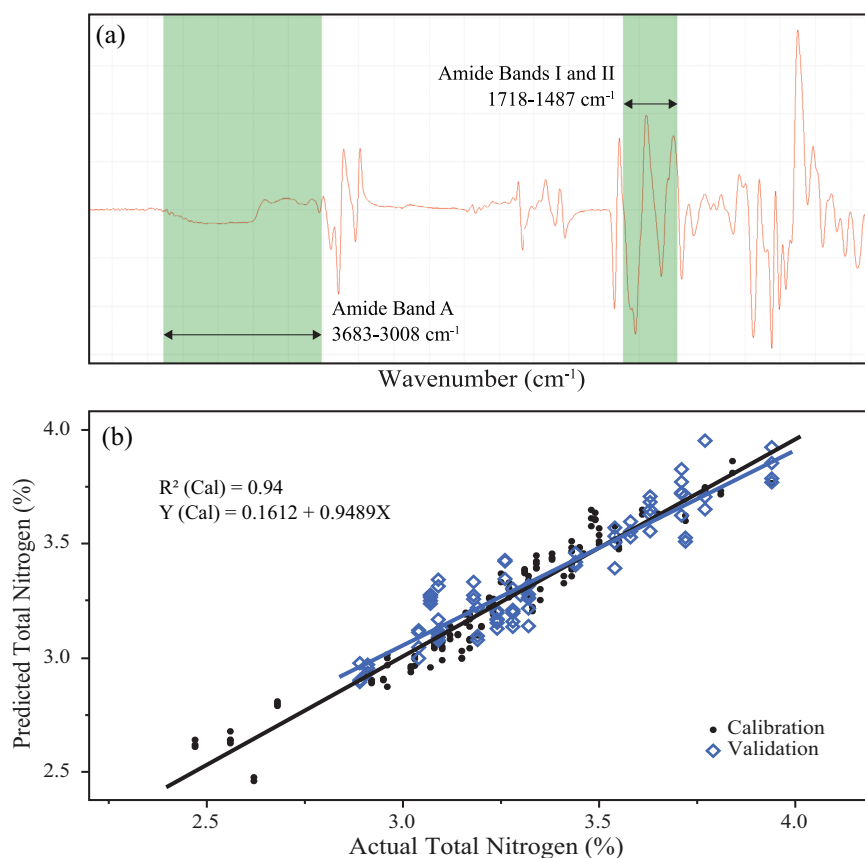 (a)
Amide Bands I and II
1718-1487 cm⁻¹
Amide Band A
3683-3008 cm⁻¹
Wavenumber (cm⁻¹)
(b)
R² (Cal) = 0.94
Y (Cal) = 0.1612 + 0.9489X
4.0
3.5
3.0
2.5
Predicted Total Nitrogen (%)
Calibration
Validation
2.5 3.0 3.5 4.0
Actual Total Nitrogen (%)